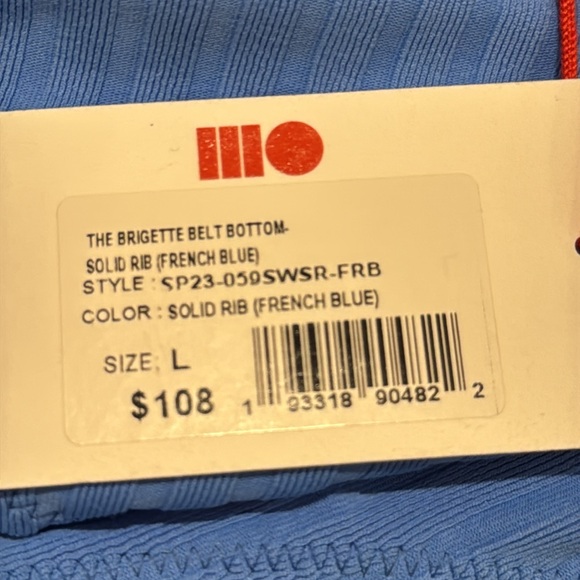 THE BRIGETTE BELT BOTTOM-
SOLID RIB (FRENCH BLUE)
STYLE : SP23-059SWSR-FRB
COLOR : SOLID RIB (FRENCH BLUE)
SIZE: L
$108
1 93318 90482 2